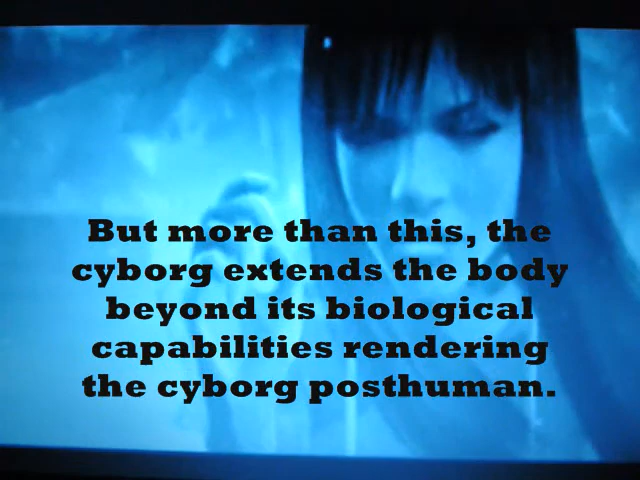 But more than this, the
cyborg extends the body
beyond its biological
capabilities rendering
the cyborg posthuman.